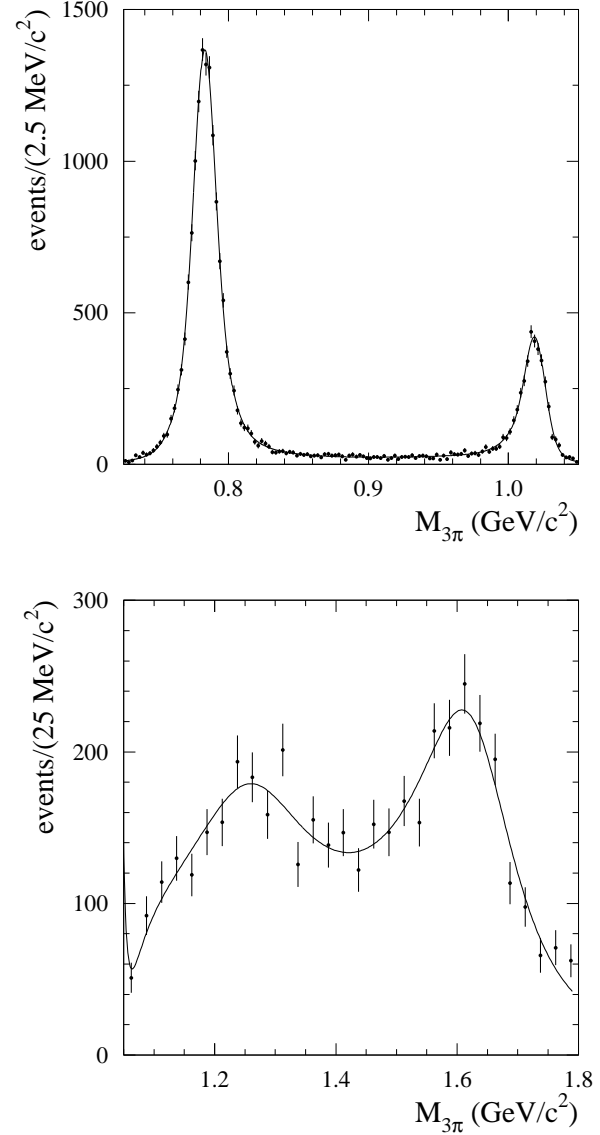 events/(2.5 MeV/c²)
1500
1000
500
0
0.8 0.9 1.0
M3π (GeV/c²)
events/(25 MeV/c²)
300
200
100
0
1.2 1.4 1.6 1.8
M3π (GeV/c²)